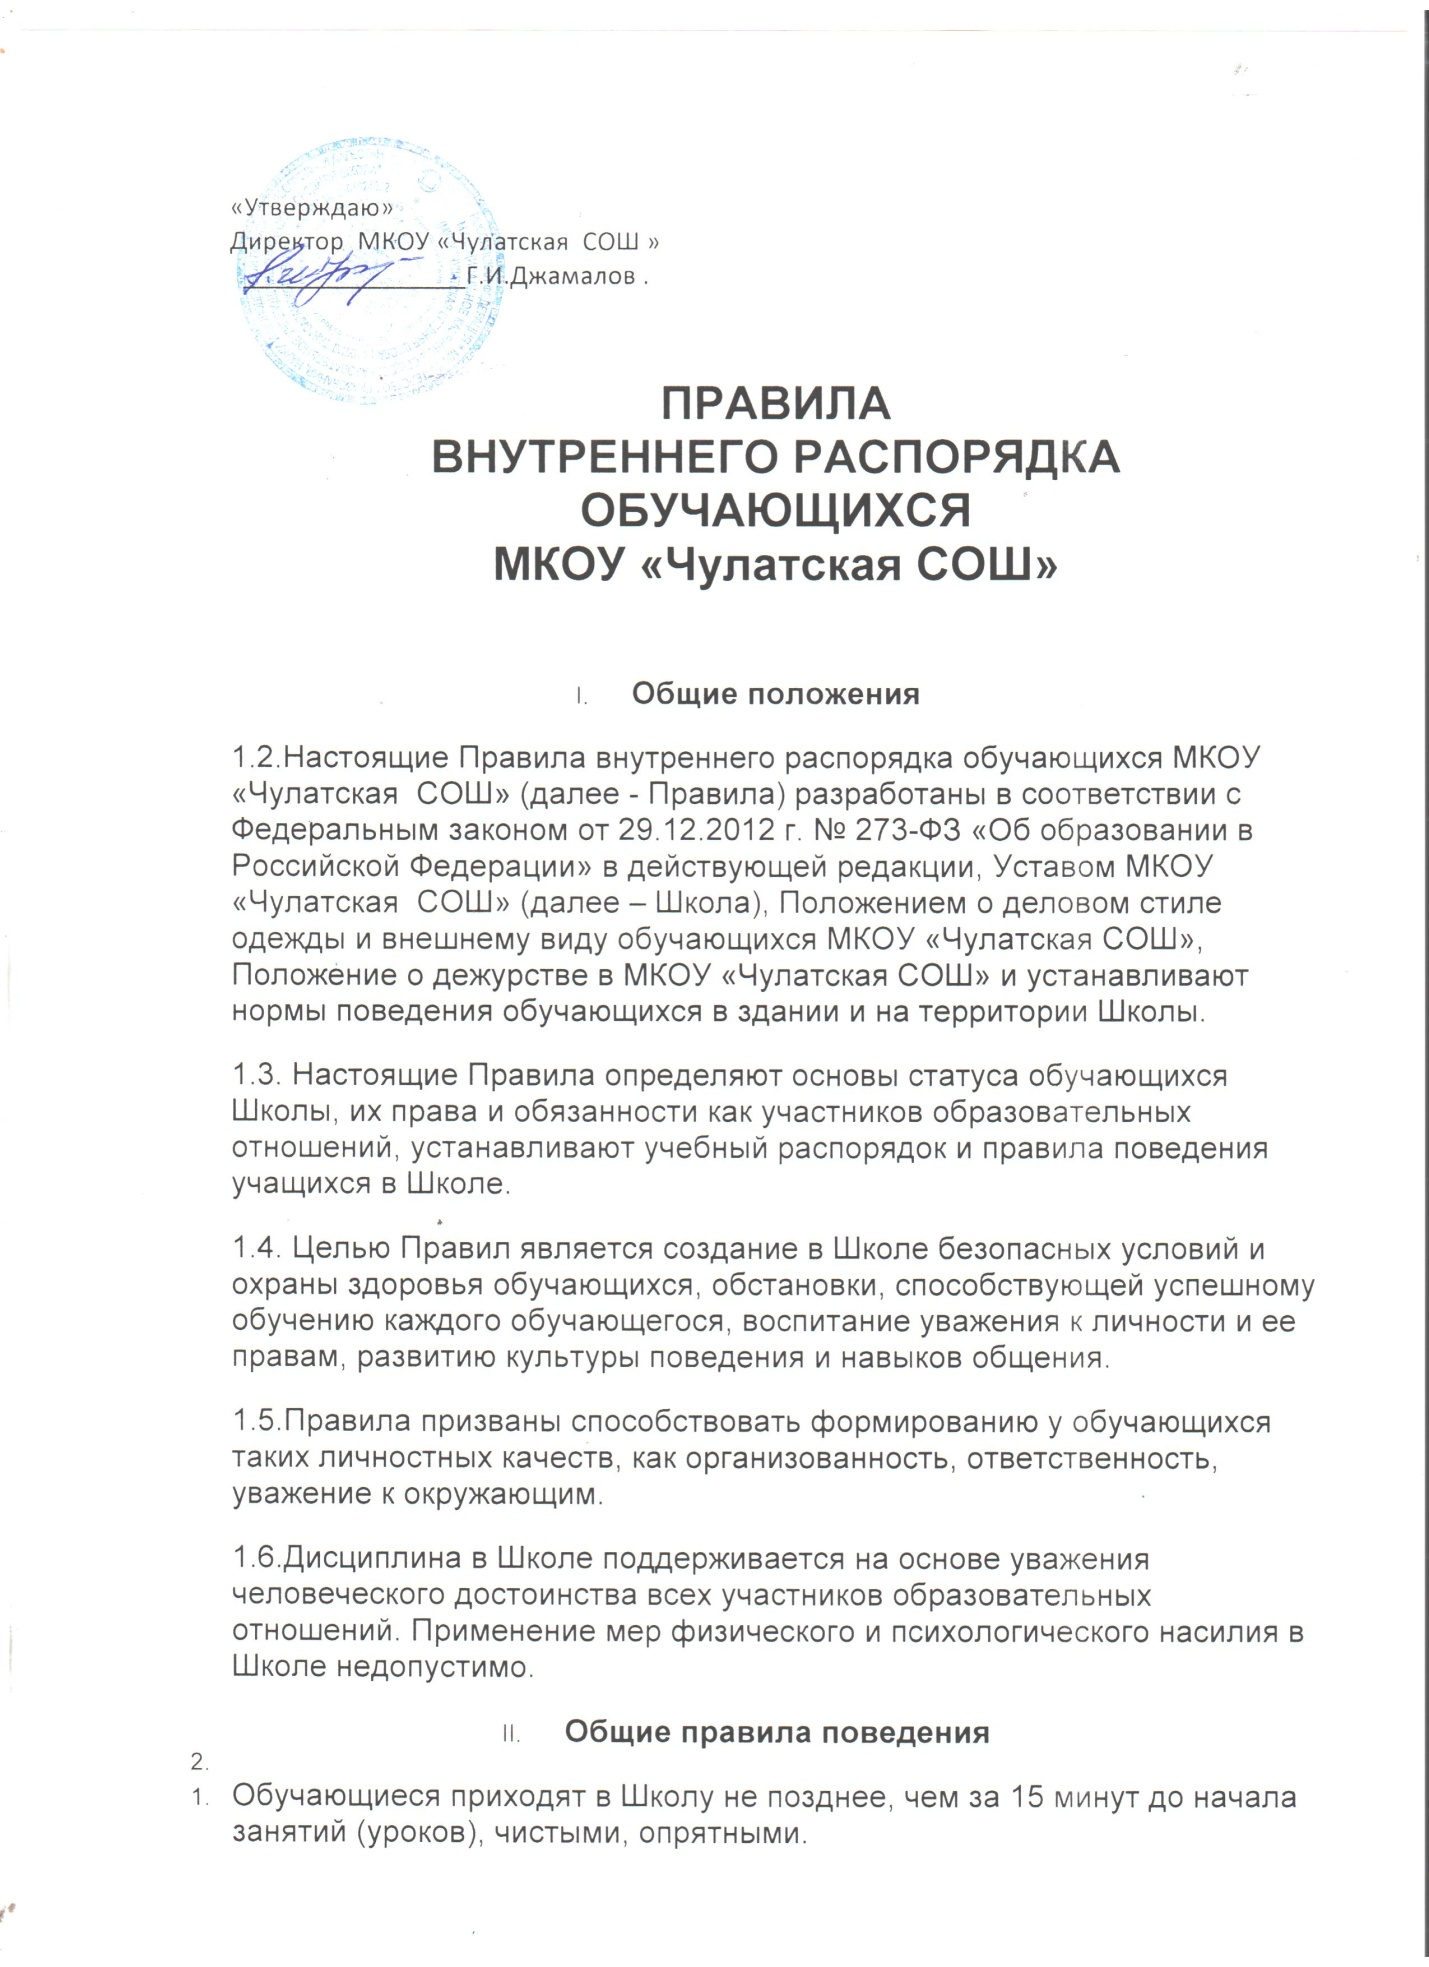 «Утверждаю»
Директор МКОУ «Чулатская СОШ »
Г.И.Джамалов .
ПРАВИЛА
ВНУТРЕННЕГО РАСПОРЯДКА
ОБУЧАЮЩИХСЯ
МКОУ «Чулатская СОШ»
I. Общие положения
1.2.Настоящие Правила внутреннего распорядка обучающихся МКОУ
«Чулатская СОШ» (далее - Правила) разработаны в соответствии с
Федеральным законом от 29.12.2012 г. № 273-ФЗ «Об образовании в
Российской Федерации» в действующей редакции, Уставом МКОУ
«Чулатская СОШ» (далее – Школа), Положением о деловом стиле
одежды и внешнему виду обучающихся МКОУ «Чулатская СОШ»,
Положение о дежурстве в МКОУ «Чулатская СОШ» и устанавливают
нормы поведения обучающихся в здании и на территории Школы.
1.3. Настоящие Правила определяют основы статуса обучающихся
Школы, их права и обязанности как участников образовательных
отношений, устанавливают учебный распорядок и правила поведения
учащихся в Школе.
1.4. Целью Правил является создание в Школе безопасных условий и
охраны здоровья обучающихся, обстановки, способствующей успешному
обучению каждого обучающегося, воспитание уважения к личности и ее
правам, развитию культуры поведения и навыков общения.
1.5.Правила призваны способствовать формированию у обучающихся
таких личностных качеств, как организованность, ответственность,
уважение к окружающим.
1.6.Дисциплина в Школе поддерживается на основе уважения
человеческого достоинства всех участников образовательных
отношений. Применение мер физического и психологического насилия в
Школе недопустимо.
II. Общие правила поведения
2.
1. Обучающиеся приходят в Школу не позднее, чем за 15 минут до начала
занятий (уроков), чистыми, опрятными.